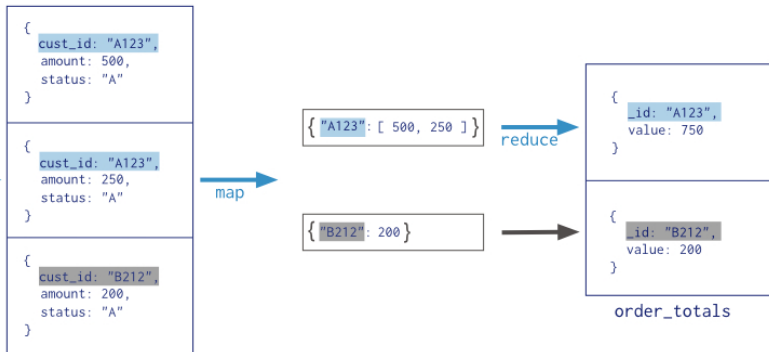 {
cust_id: "A123",
amount: 500,
status: "A"
}
{
cust_id: "A123",
amount: 250,
status: "A"
}
{
cust_id: "B212",
amount: 200,
status: "A"
}
map
{ "A123": [ 500, 250 ] }
{ "B212": 200 }
reduce
{
_id: "A123",
value: 750
}
{
_id: "B212",
value: 200
}
order_totals